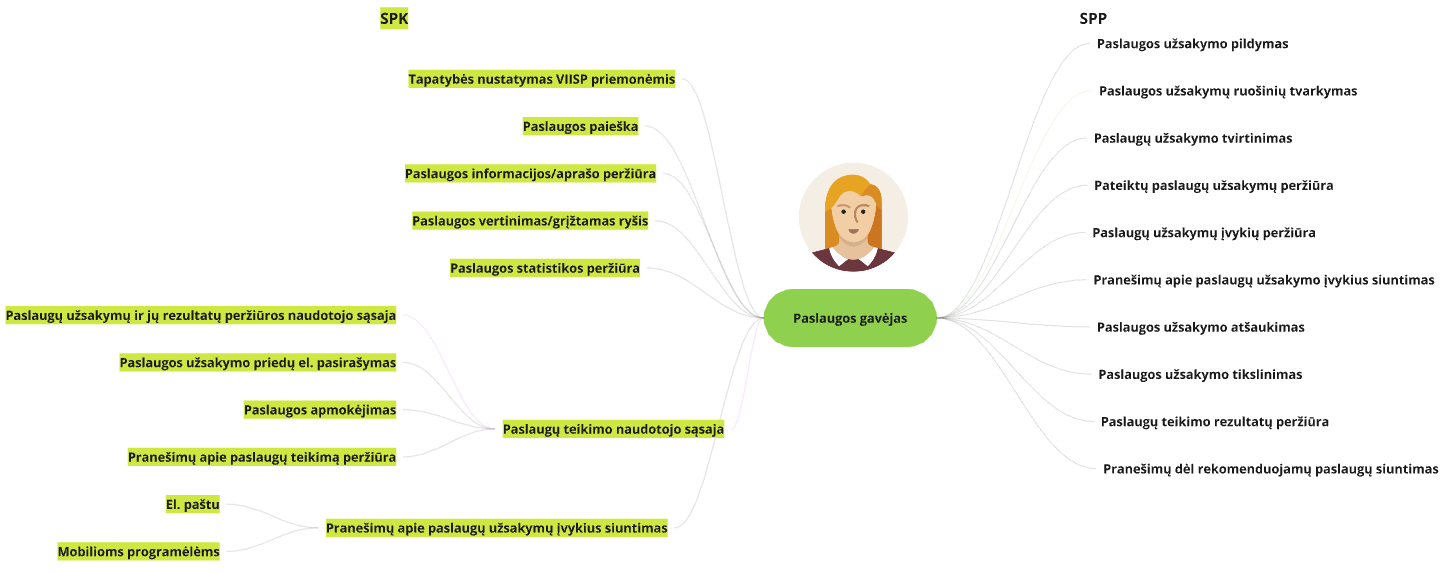 SPK
Tapatybės nustatymas VIISP priemonėmis
Paslaugos paieška
Paslaugos informacijos/aprašo peržiūra
Paslaugos vertinimas/grįžtamas ryšis
Paslaugos statistikos peržiūra
Paslaugų užsakymų ir jų rezultatų peržiūros naudotojo sąsaja
Paslaugos užsakymo priedų el. pasirašymas
Paslaugos apmokėjimas
Pranešimų apie paslaugų teikimą peržiūra
Paslaugų teikimo naudotojo sąsaja
El. paštu
Mobilioms programėlėms
Pranešimų apie paslaugų užsakymų įvykius siuntimas
Paslaugos gavėjas
SPP
Paslaugos užsakymo pildymas
Paslaugos užsakymų ruošinių tvarkymas
Paslaugų užsakymo tvirtinimas
Pateiktų paslaugų užsakymų peržiūra
Paslaugų užsakymų įvykių peržiūra
Pranešimų apie paslaugų užsakymo įvykius siuntimas
Paslaugos užsakymo atšaukimas
Paslaugos užsakymo tikslinimas
Paslaugų teikimo rezultatų peržiūra
Pranešimų dėl rekomenduojamų paslaugų siuntimas